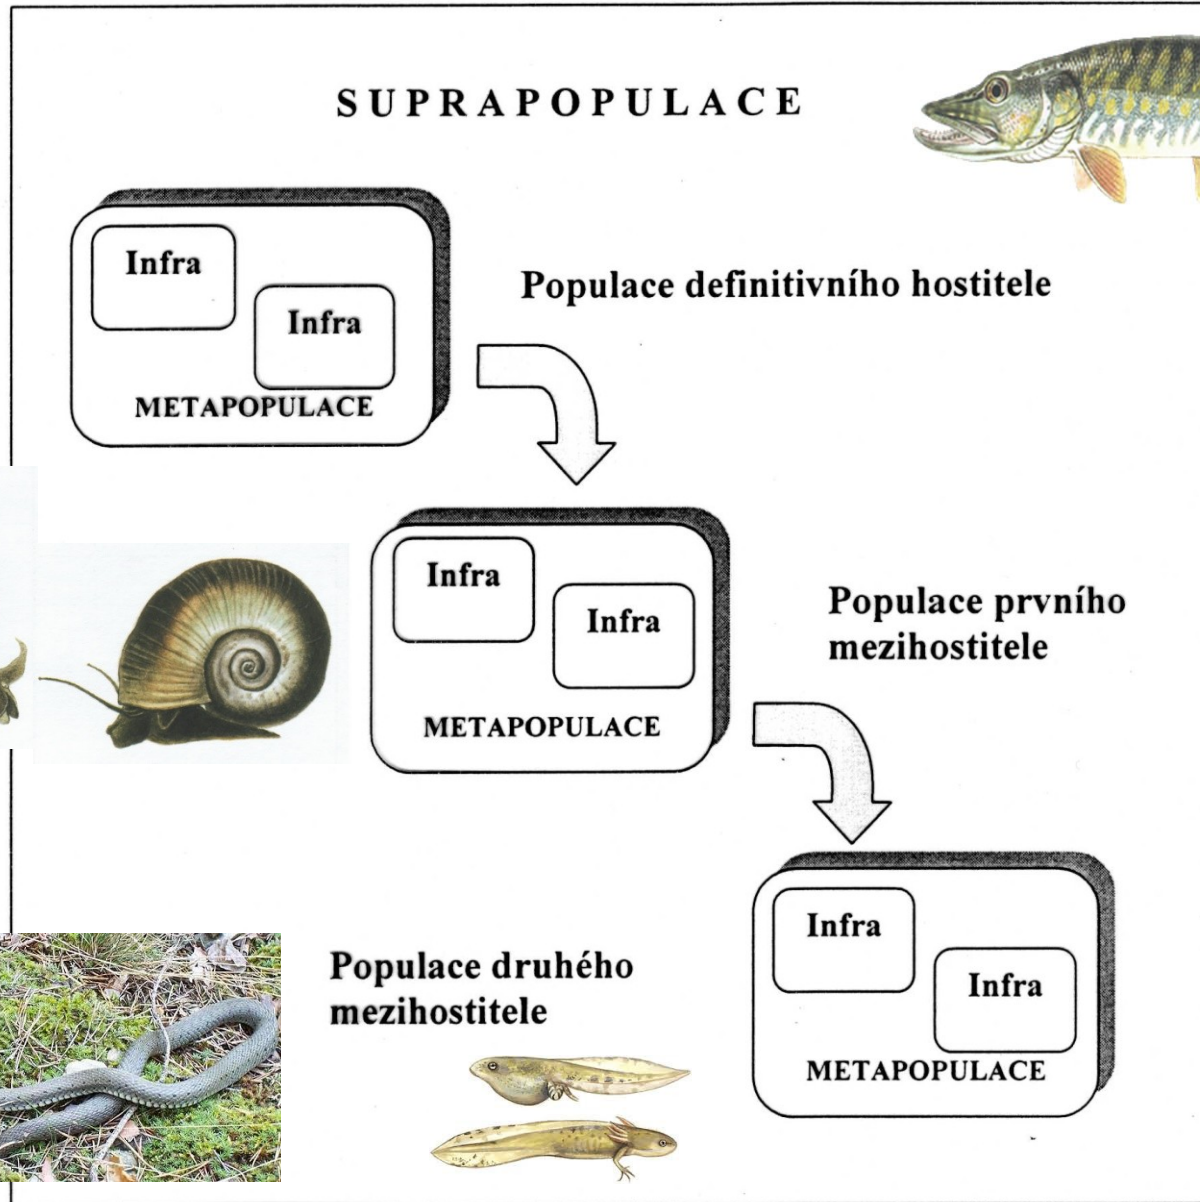 SUPRAPOPULACE
Infra
Infra
METAPOPULACE
Populace definitivního hostitele
Infra
Infra
METAPOPULACE
Populace prvního
mezihostitele
Infra
Infra
METAPOPULACE
Populace druhého
mezihostitele